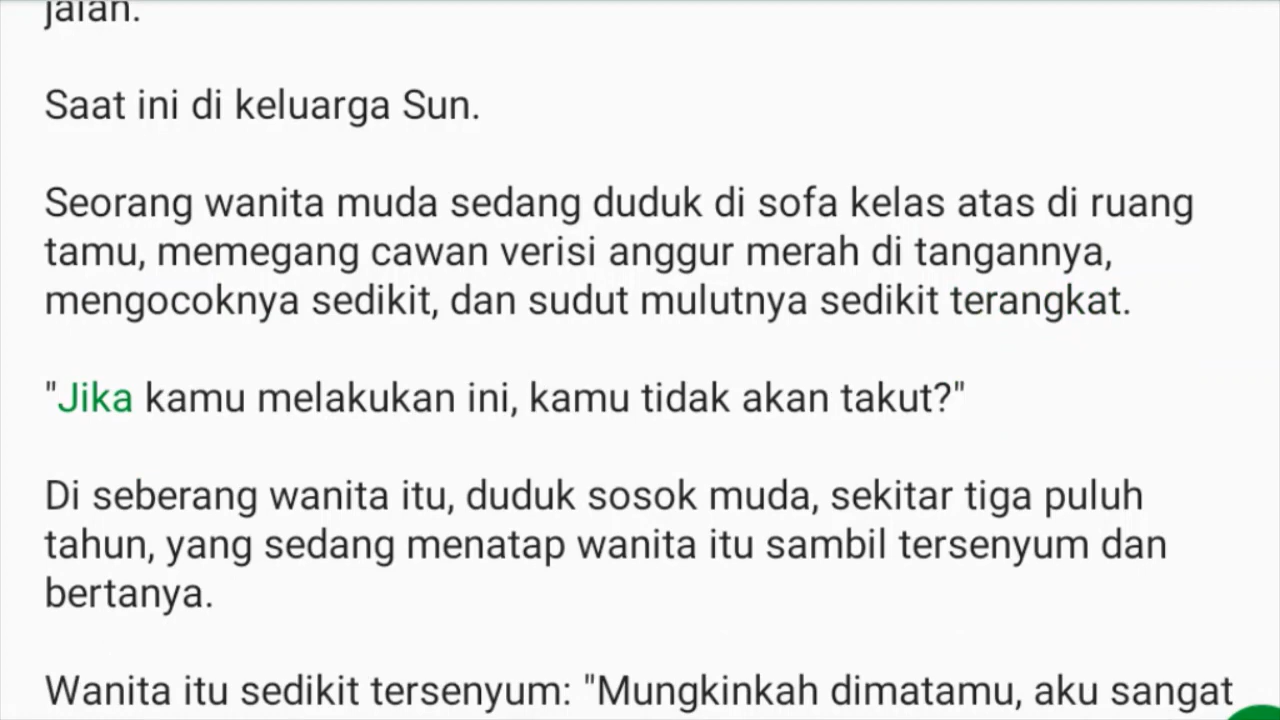 jalan.
Saat ini di keluarga Sun.
Seorang wanita muda sedang duduk di sofa kelas atas di ruang
tamu, memegang cawan verisi anggur merah di tangannya,
mengocoknya sedikit, dan sudut mulutnya sedikit terangkat.
"Jika kamu melakukan ini, kamu tidak akan takut?"
Di seberang wanita itu, duduk sosok muda, sekitar tiga puluh
tahun, yang sedang menatap wanita itu sambil tersenyum dan
bertanya.
Wanita itu sedikit tersenyum: "Mungkinkah dimatamu, aku sangat